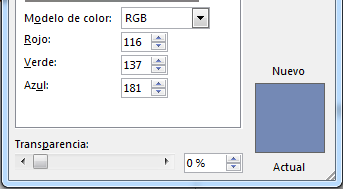 Modelo de color: RGB
Rojo: 116
Verde: 137
Azul: 181
Nuevo
Transparencia:
0 %
Actual